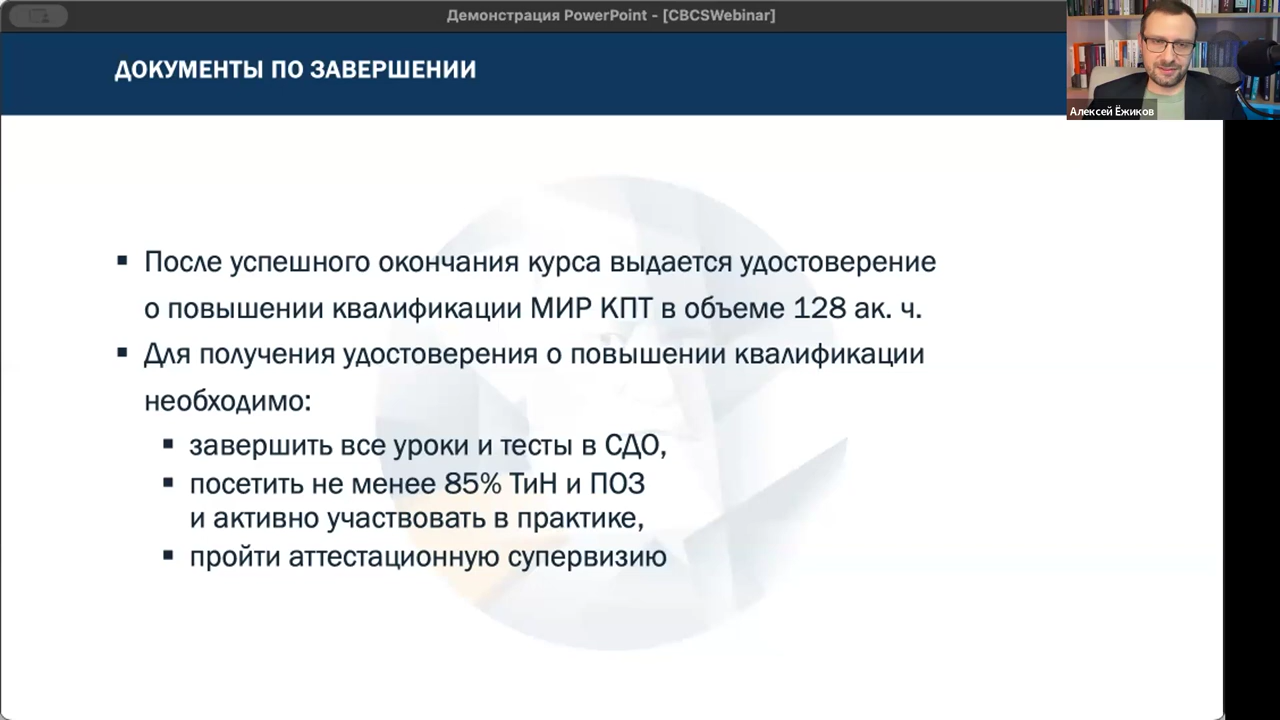 Демонстрация PowerPoint - [CBCSWebinar]
ДОКУМЕНТЫ ПО ЗАВЕРШЕНИИ
Алексей Ёжиков
▪ После успешного окончания курса выдается удостоверение
о повышении квалификации МИР КПТ в объеме 128 ак. ч.
▪ Для получения удостоверения о повышении квалификации
необходимо:
▪ завершить все уроки и тесты в СДО,
▪ посетить не менее 85% ТиН и ПОЗ
и активно участвовать в практике,
▪ пройти аттестационную супервизию